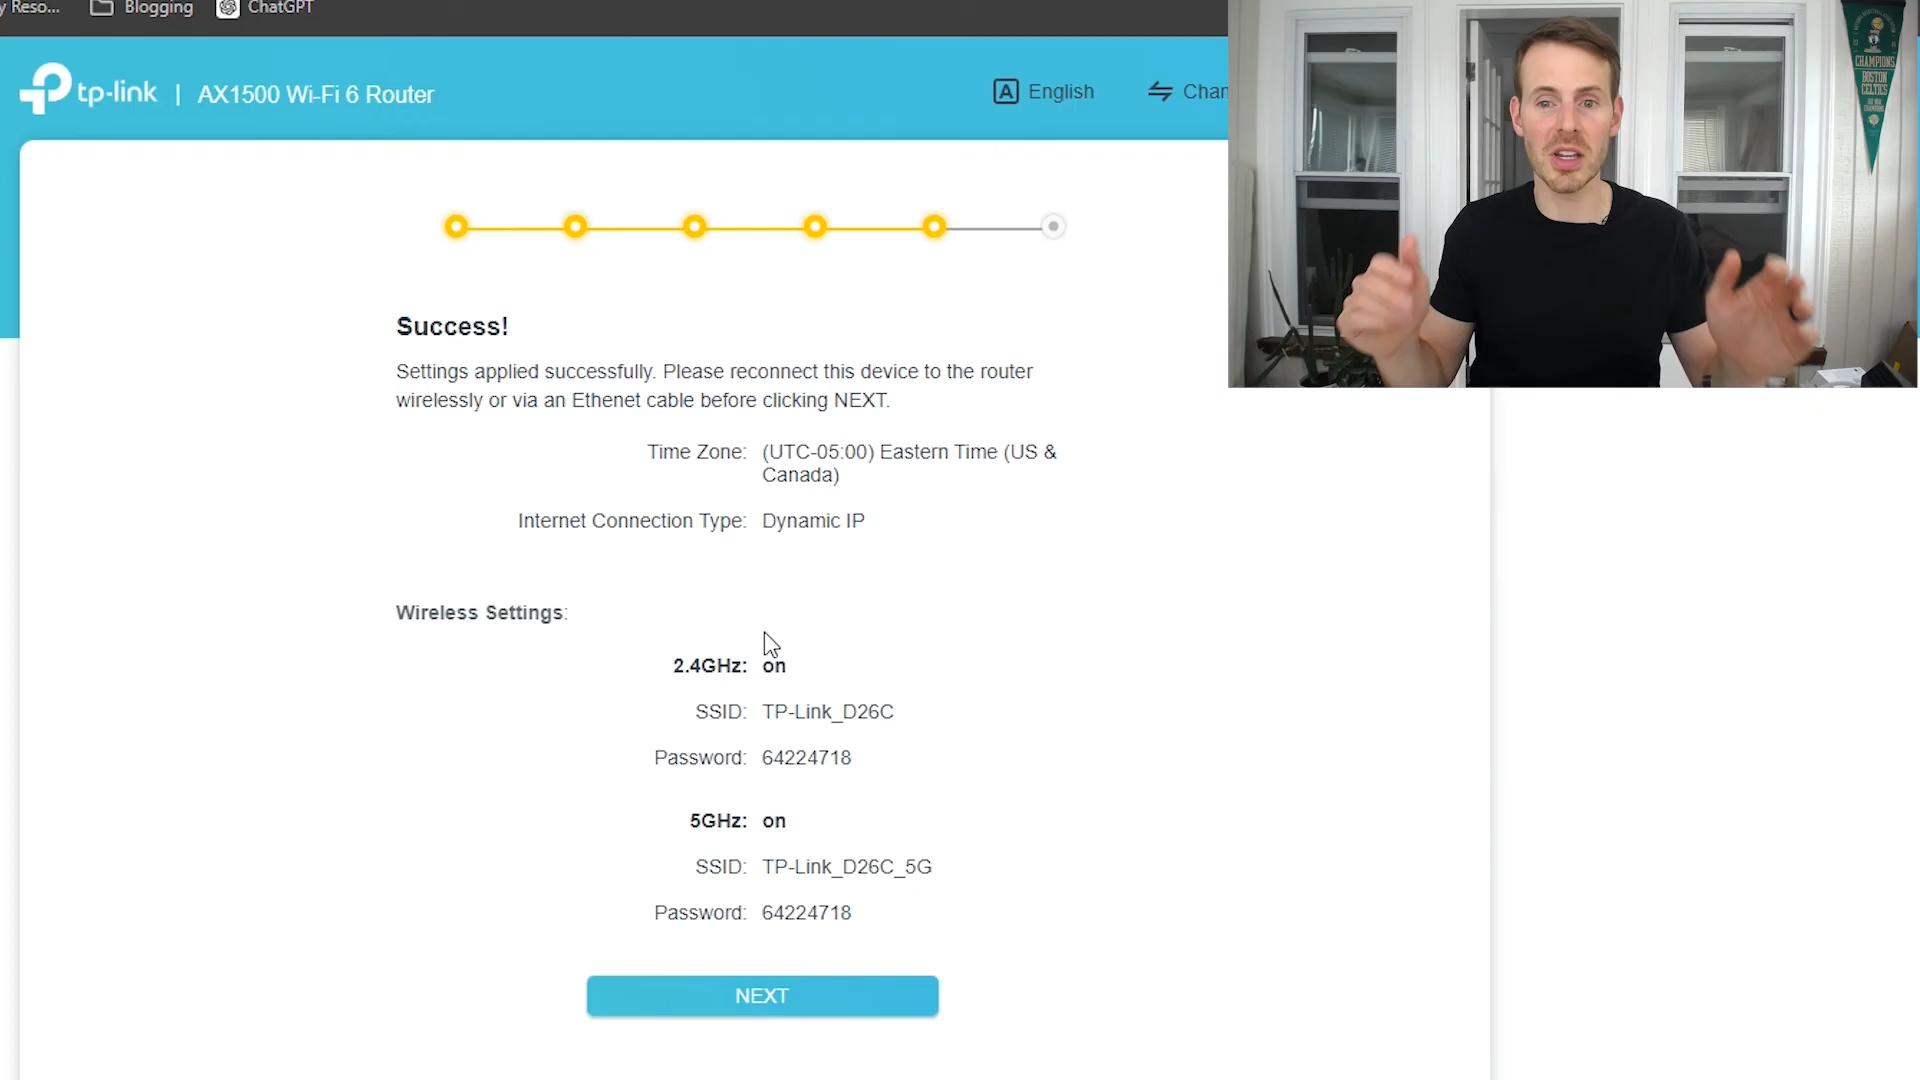 Reso...
Blogging
ChatGPT
tp-link | AX1500 Wi-Fi 6 Router
English
Chan
CHAMPIONS
BOSTON
CELTICS
Success!
Settings applied successfully. Please reconnect this device to the router
wirelessly or via an Ethenet cable before clicking NEXT.
Time Zone: (UTC-05:00) Eastern Time (US &
Canada)
Internet Connection Type: Dynamic IP
Wireless Settings:
2.4GHz: on
SSID: TP-Link_D26C
Password: 64224718
5GHz: on
SSID: TP-Link_D26C_5G
Password: 64224718
NEXT